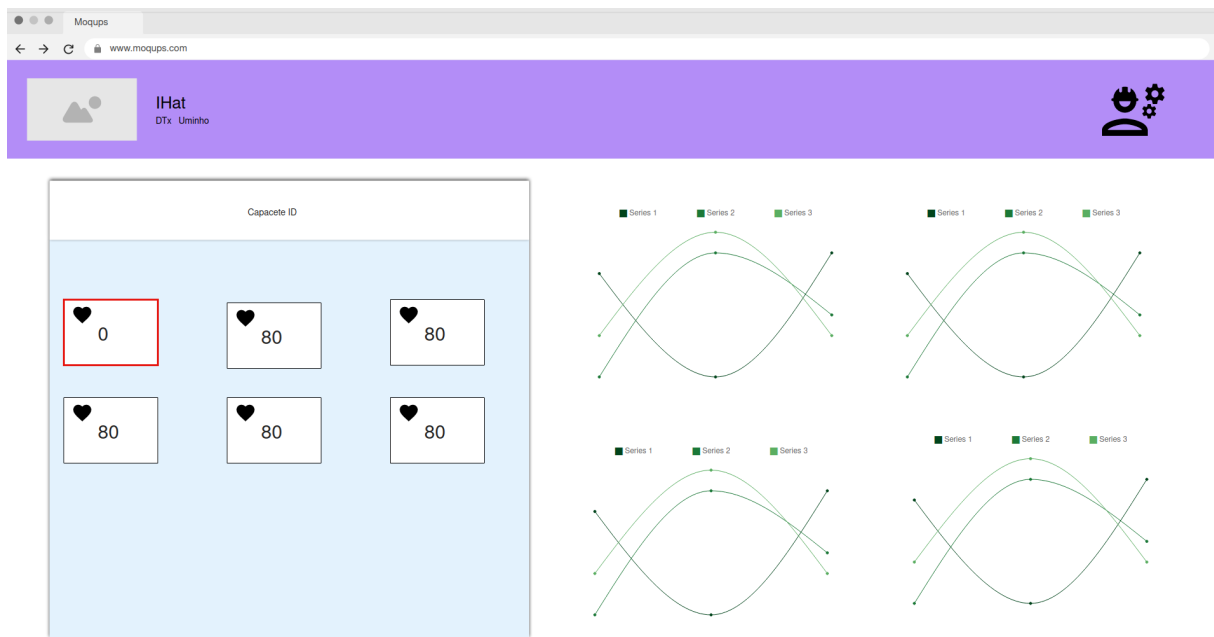 Moqups
www.moqups.com
IHat
DTx Uminho
Capacete ID
0
80
80
80
80
80
Series 1 Series 2 Series 3
Series 1 Series 2 Series 3
Series 1 Series 2 Series 3
Series 1 Series 2 Series 3